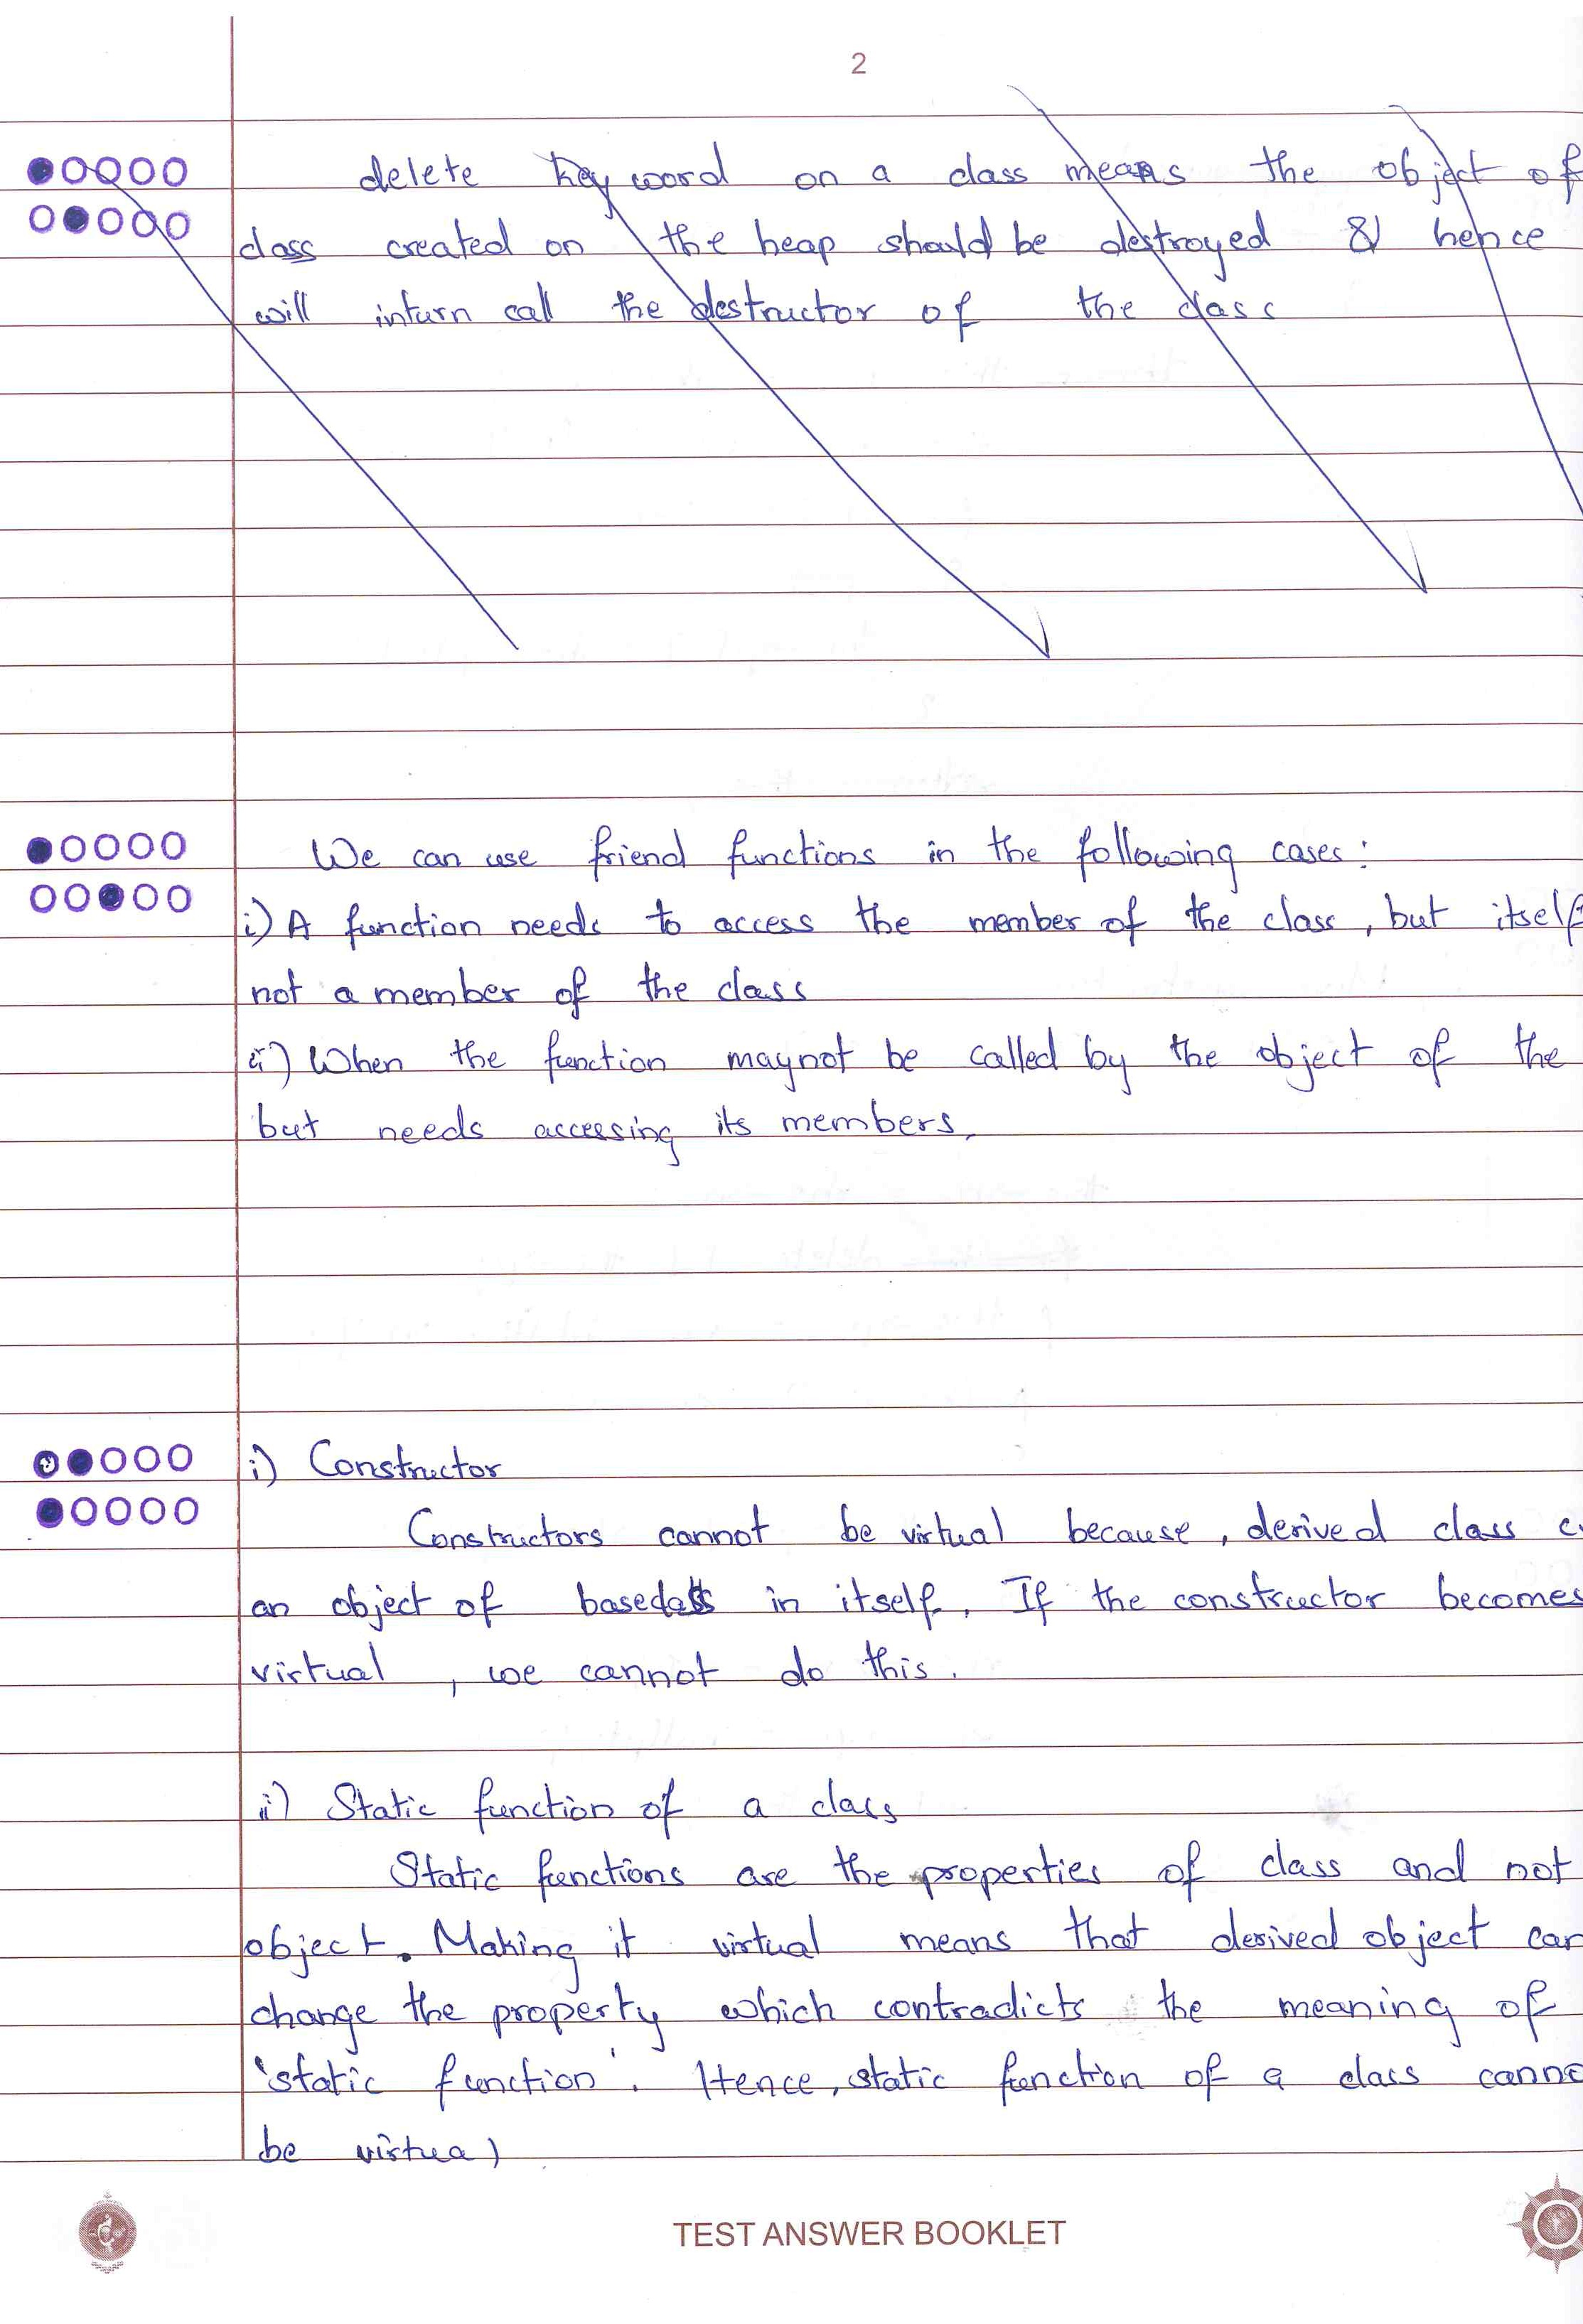 2
delete keyword on a class means the object of
class created on the heap should be destroyed & hence
will inturn call the destructor of the class
We can use friend functions in the following cases:
i) A function needs to access the member of the class, but itself
not a member of the class
ii) When the function maynot be called by the object of the
but needs accessing its members.
i) Constructor
Constructors cannot be virtual because, derived class
an object of baseclass in itself. If the constructor becomes
virtual, we cannot do this.
ii) Static function of a class
Static functions are the properties of class and not
object. Making it virtual means that derived object can
change the property which contradicts the meaning of
'static function'. Hence, static function of a class
be virtual
TEST ANSWER BOOKLET